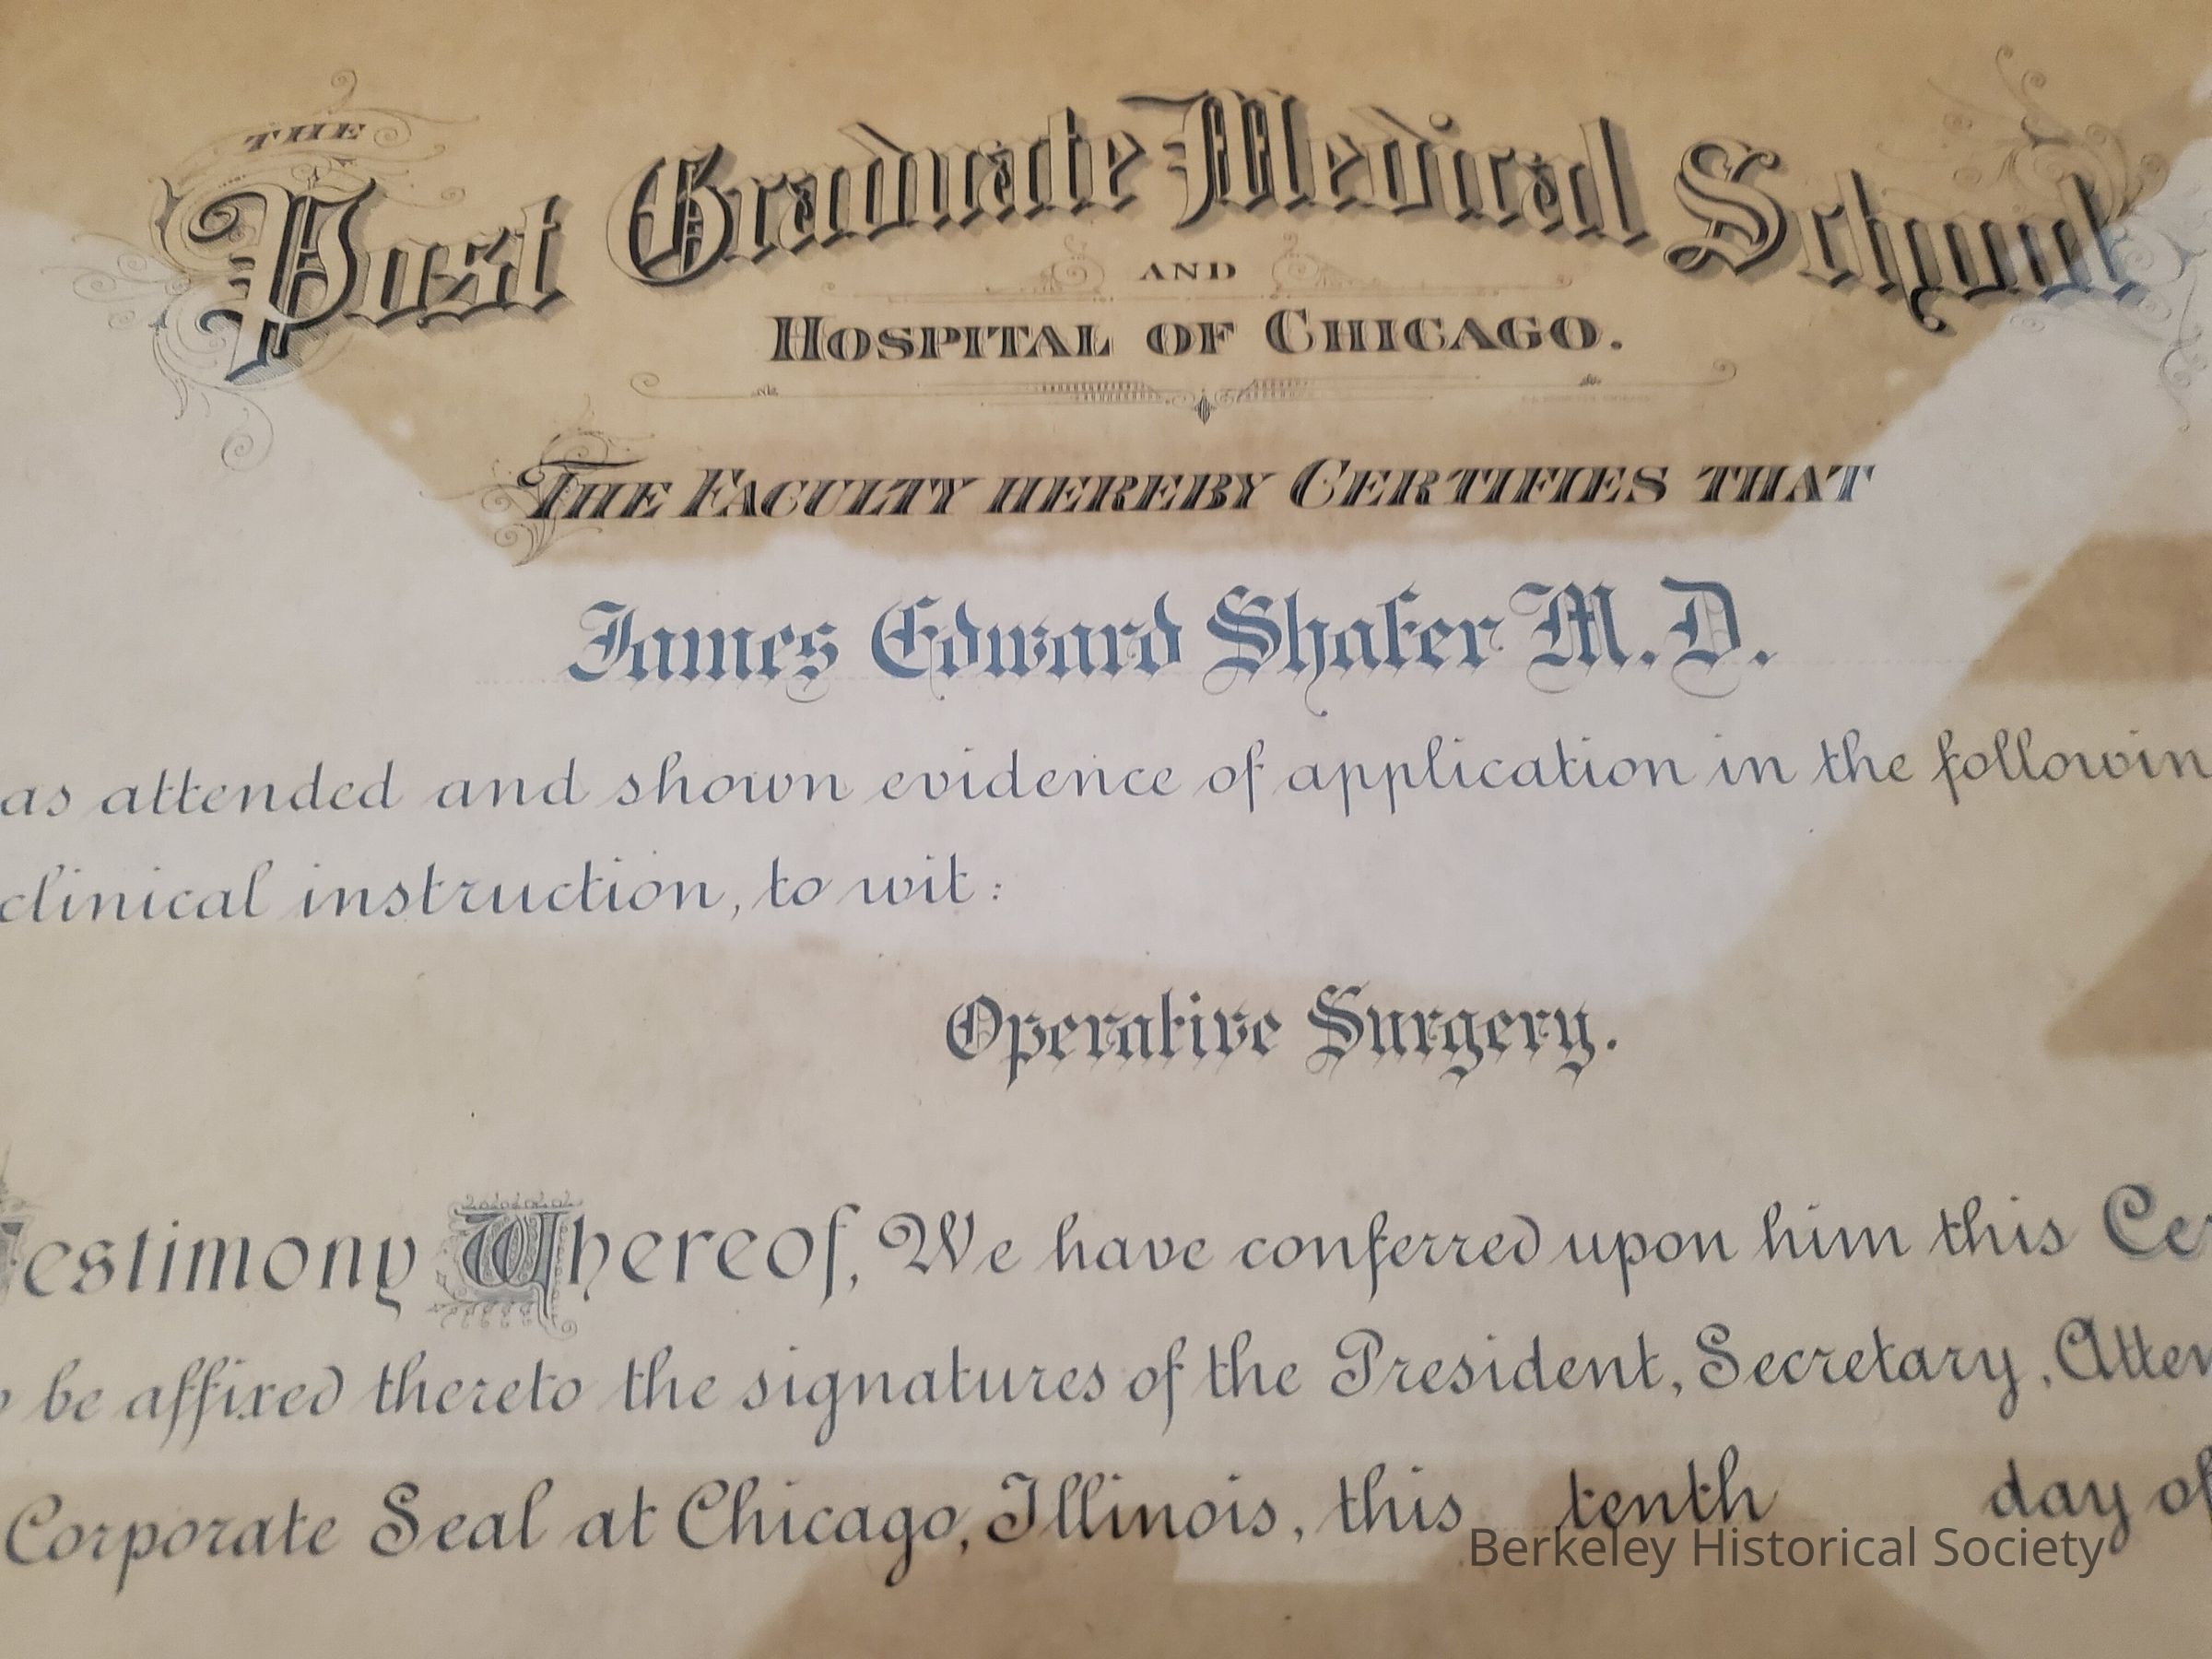 THE
Post Graduate Medical School
AND
HOSPITAL OF CHICAGO.
THE FACULTY HEREBY CERTIFIES THAT
James Edward Shafer M.D.
as attended and shown evidence of application in the followin
clinical instruction, to wit:
Operative Surgery.
Testimony Whereof, We have conferred upon him this Cer
be affixed thereto the signatures of the President, Secretary, Atten
Corporate Seal at Chicago, Illinois, this tenth day of
Berkeley Historical Society